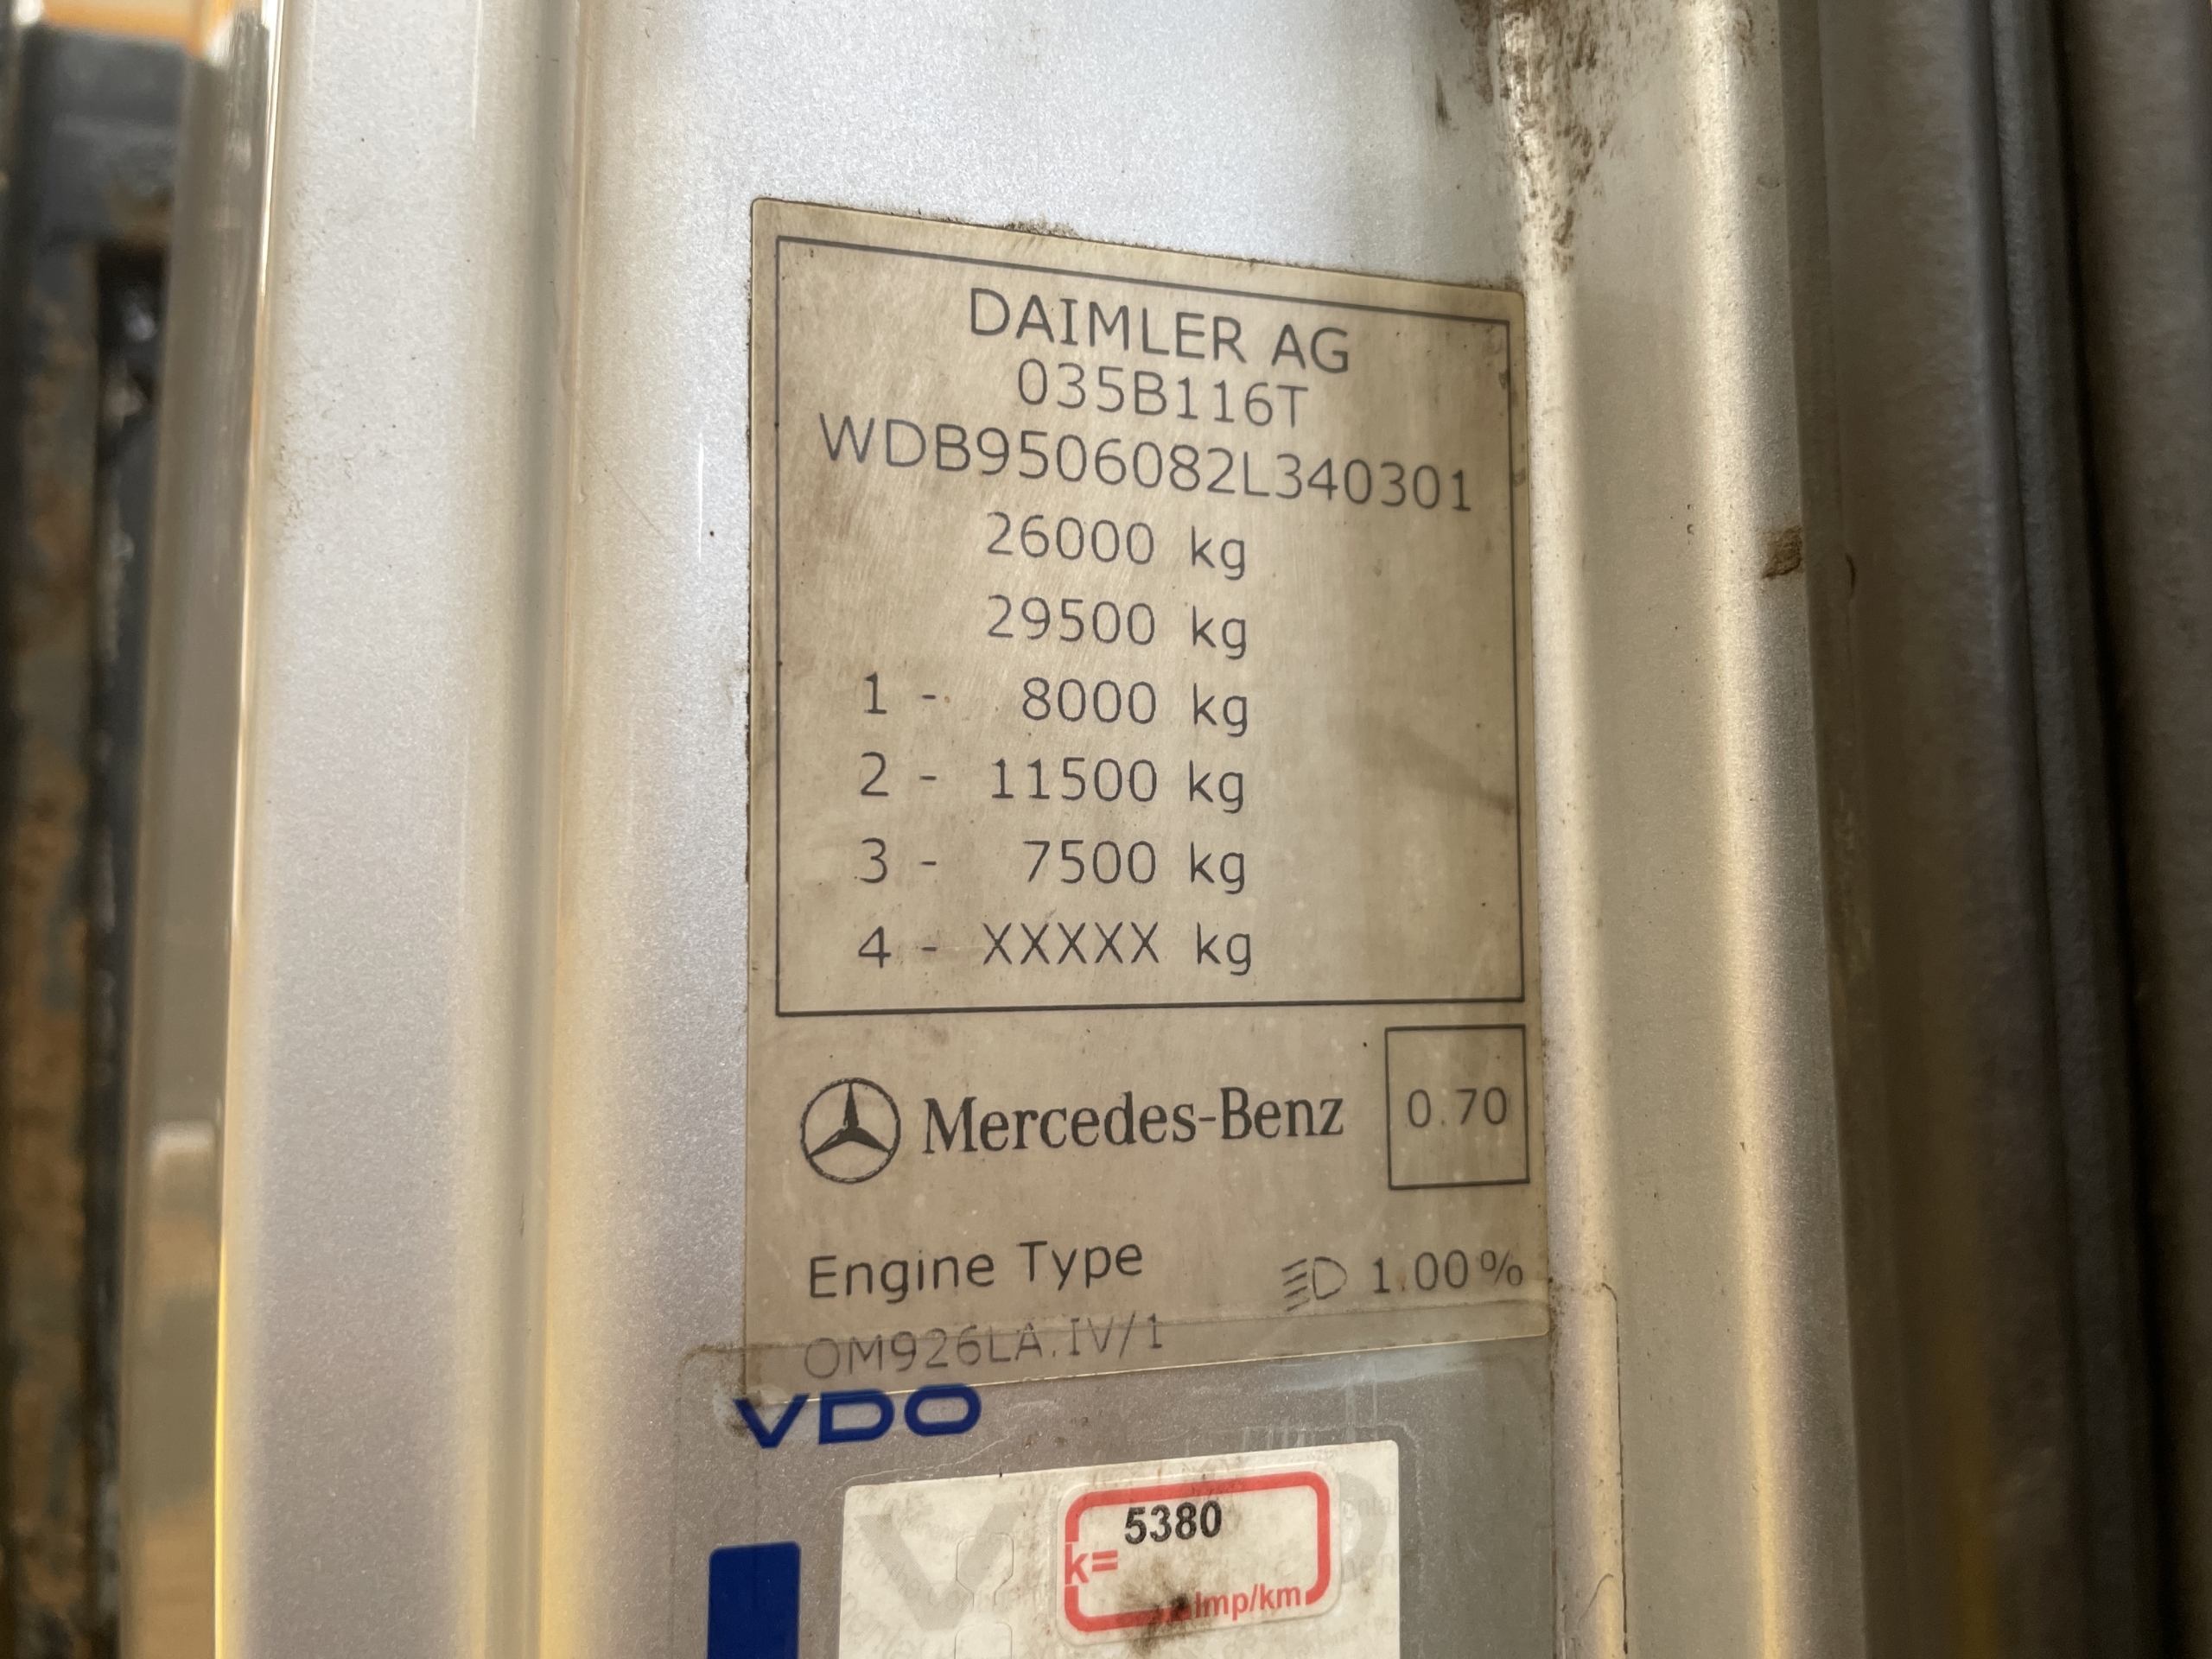 DAIMLER AG
035B116T
WDB9506082L340301
26000 kg
29500 kg
1 - 8000 kg
2 - 11500 kg
3 - 7500 kg
4 - XXXXX kg
Mercedes-Benz 0.70
Engine Type 1.00%
OM926LA.IV/1
VDO
5380
k=
Imp/km